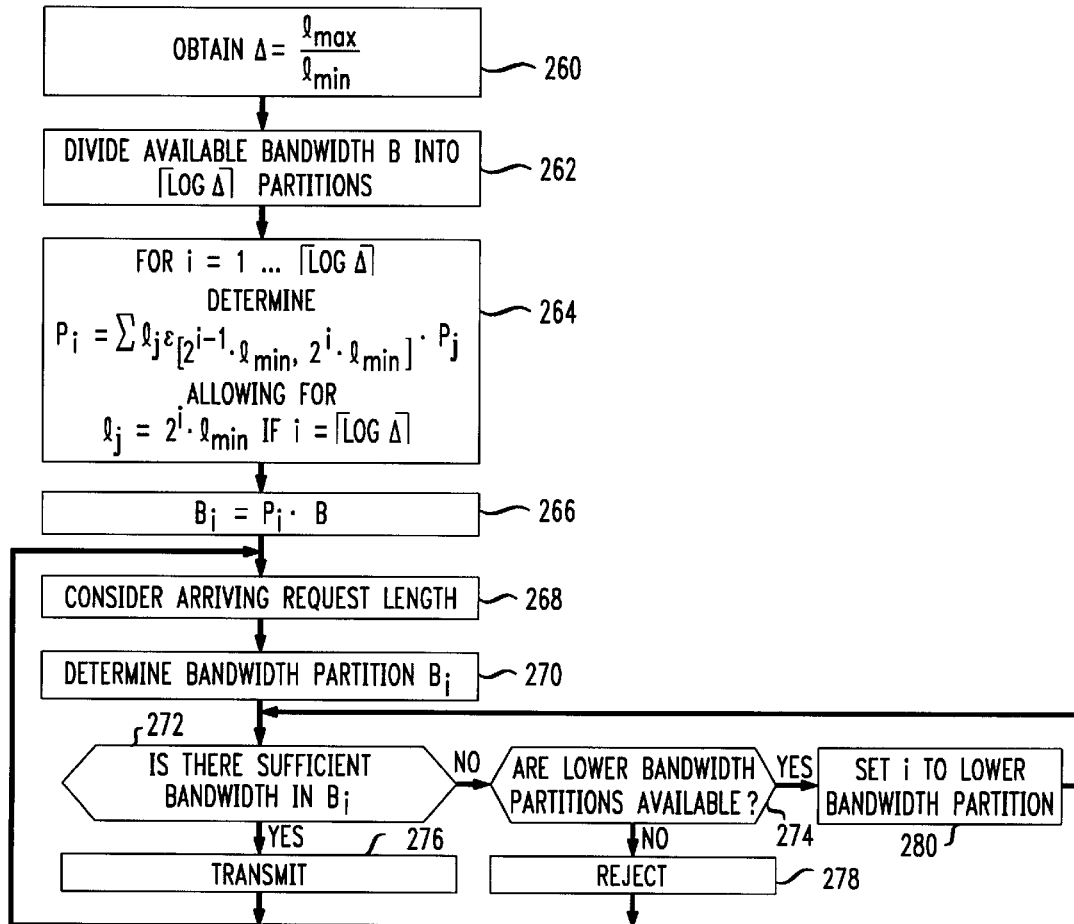 OBTAIN Δ = ℓmax / ℓmin
260
DIVIDE AVAILABLE BANDWIDTH B INTO
⌈LOG Δ⌉ PARTITIONS
262
FOR i = 1 ... ⌈LOG Δ⌉
DETERMINE
Pi = ∑ ℓj ε [2^i-1 · ℓmin, 2^i · ℓmin] · Pj
ALLOWING FOR
ℓj = 2^i · ℓmin IF i = ⌈LOG Δ⌉
264
Bi = Pi · B
266
CONSIDER ARRIVING REQUEST LENGTH
268
DETERMINE BANDWIDTH PARTITION Bi
270
272
IS THERE SUFFICIENT
BANDWIDTH IN Bi
NO
ARE LOWER BANDWIDTH
PARTITIONS AVAILABLE ?
274
YES
SET i TO LOWER
BANDWIDTH PARTITION
280
YES
276
TRANSMIT
NO
REJECT
278